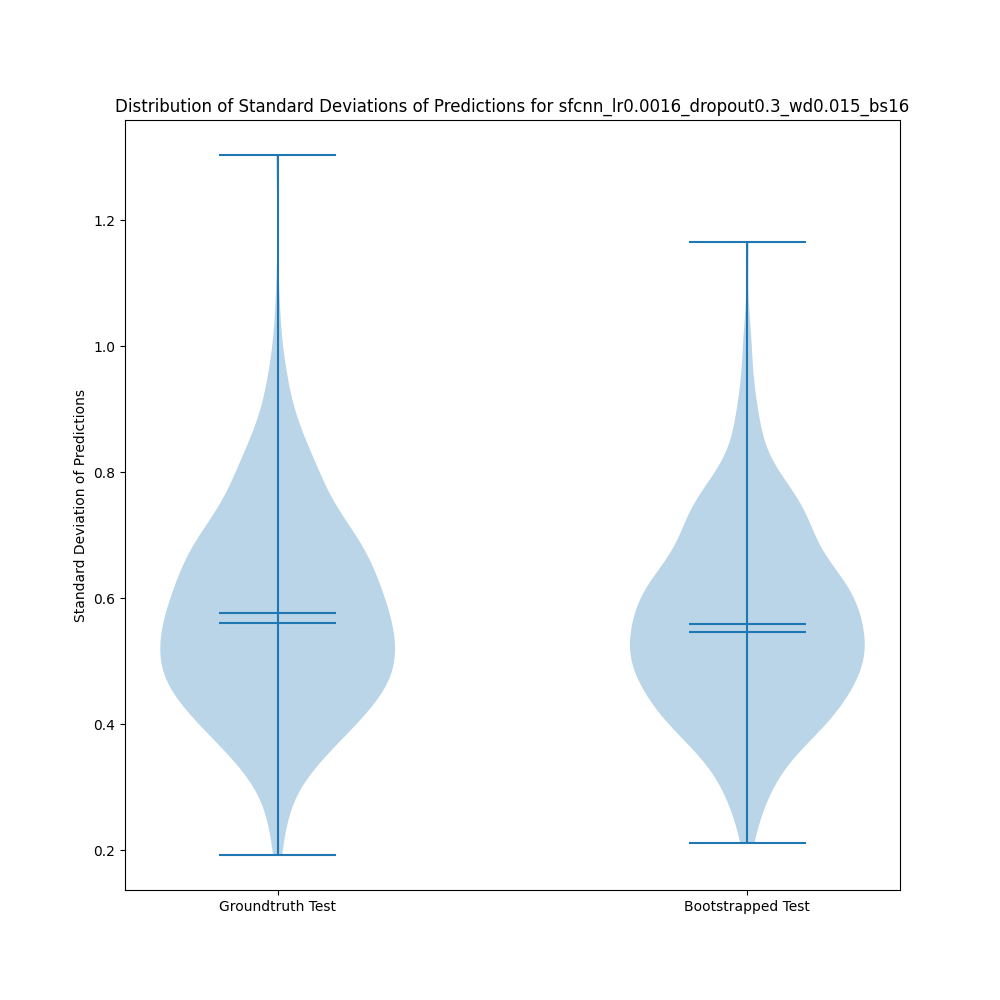 Distribution of Standard Deviations of Predictions for sfcnn_lr0.0016_dropout0.3_wd0.015_bs16
1.2
1.0
0.8
0.6
0.4
0.2
Standard Deviation of Predictions
Groundtruth Test
Bootstrapped Test